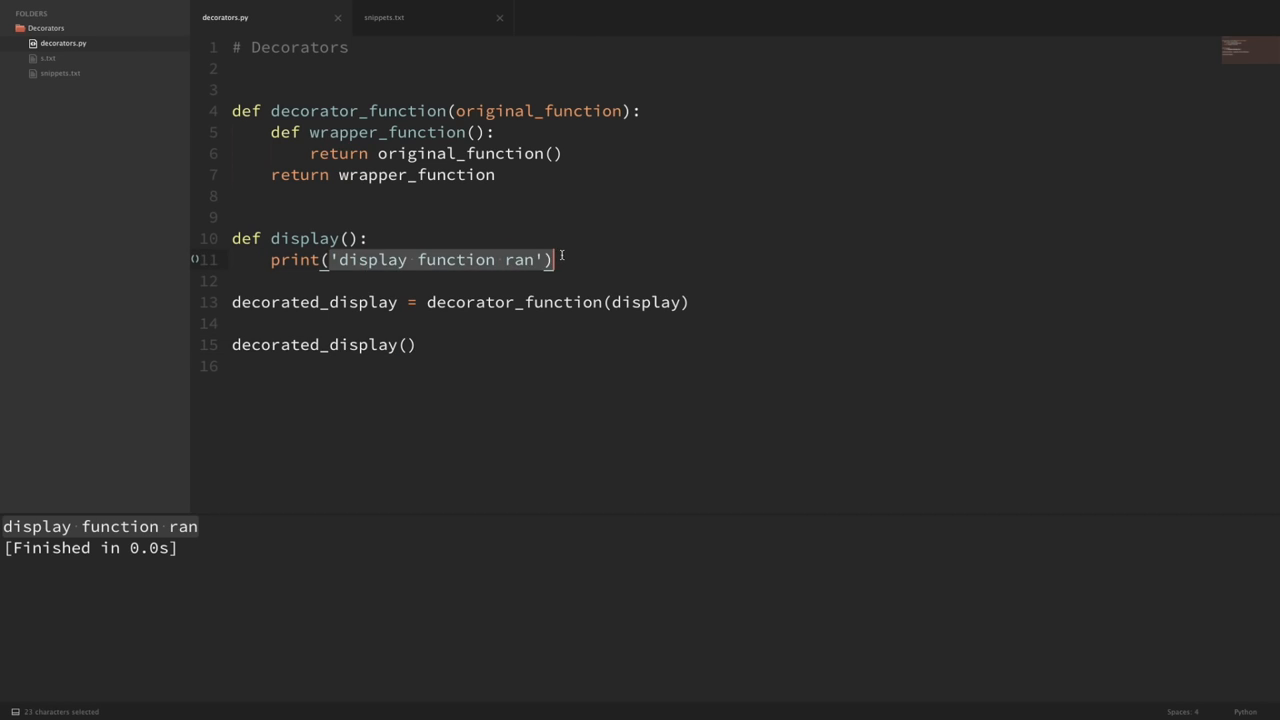 FOLDERS
Decorators
decorators.py
s.txt
snippets.txt
decorators.py
snippets.txt
1 # Decorators
2
3
4 def decorator_function(original_function):
5     def wrapper_function():
6         return original_function()
7     return wrapper_function
8
9
10 def display():
11     print('display function ran')
12
13 decorated_display = decorator_function(display)
14
15 decorated_display()
16
display function ran
[Finished in 0.0s]
23 characters selected
Spaces: 4
Python